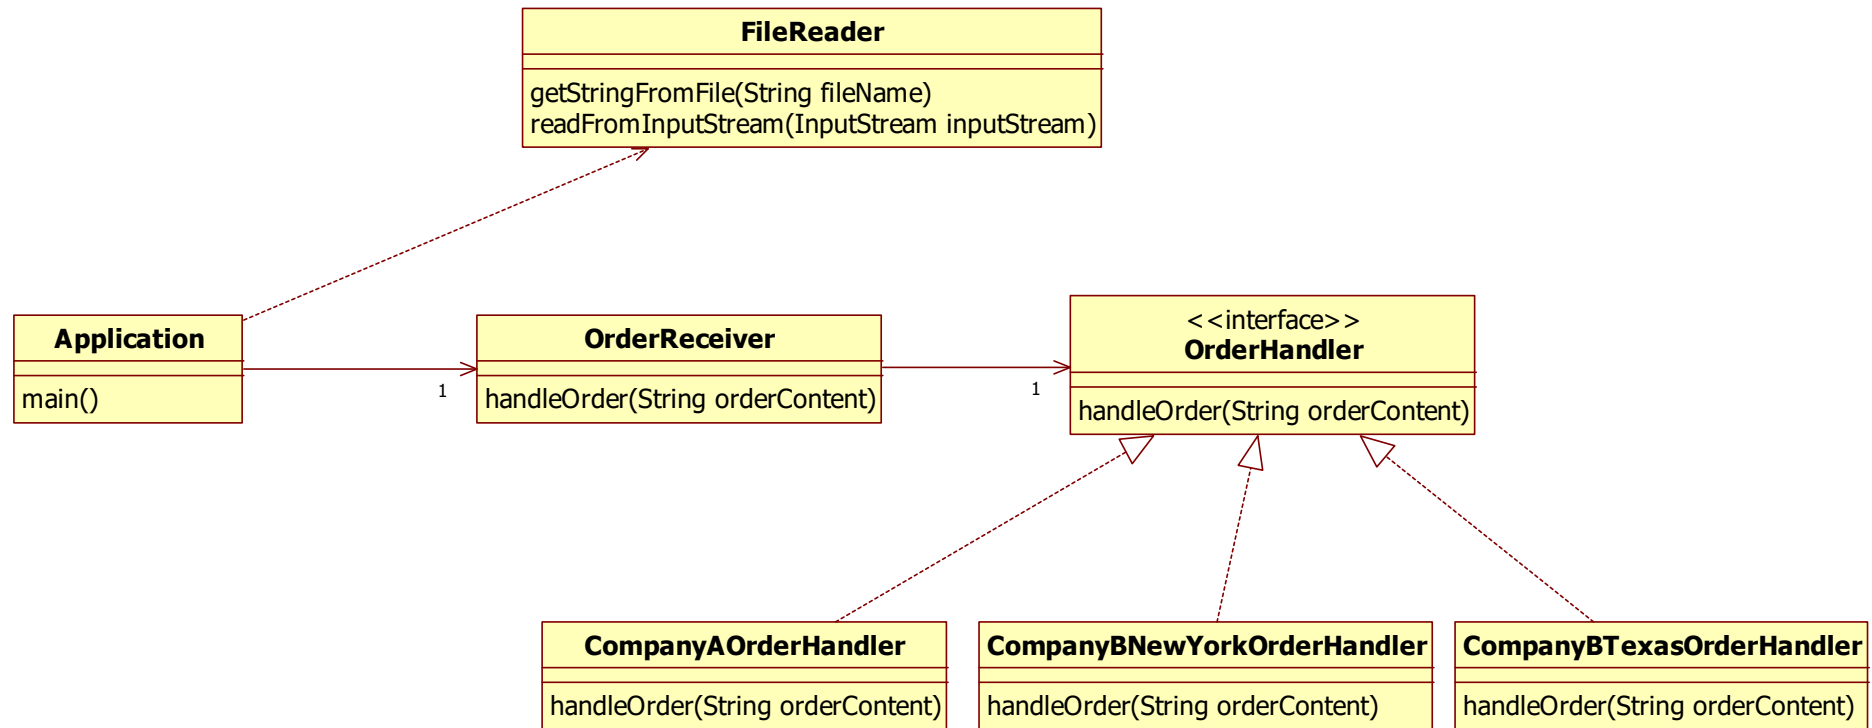 FileReader
getStringFromFile(String fileName)
readFromInputStream(InputStream inputStream)
Application
main()
1
OrderReceiver
handleOrder(String orderContent)
1
<<interface>>
OrderHandler
handleOrder(String orderContent)
CompanyAOrderHandler
handleOrder(String orderContent)
CompanyBNewYorkOrderHandler
handleOrder(String orderContent)
CompanyBTexasOrderHandler
handleOrder(String orderContent)